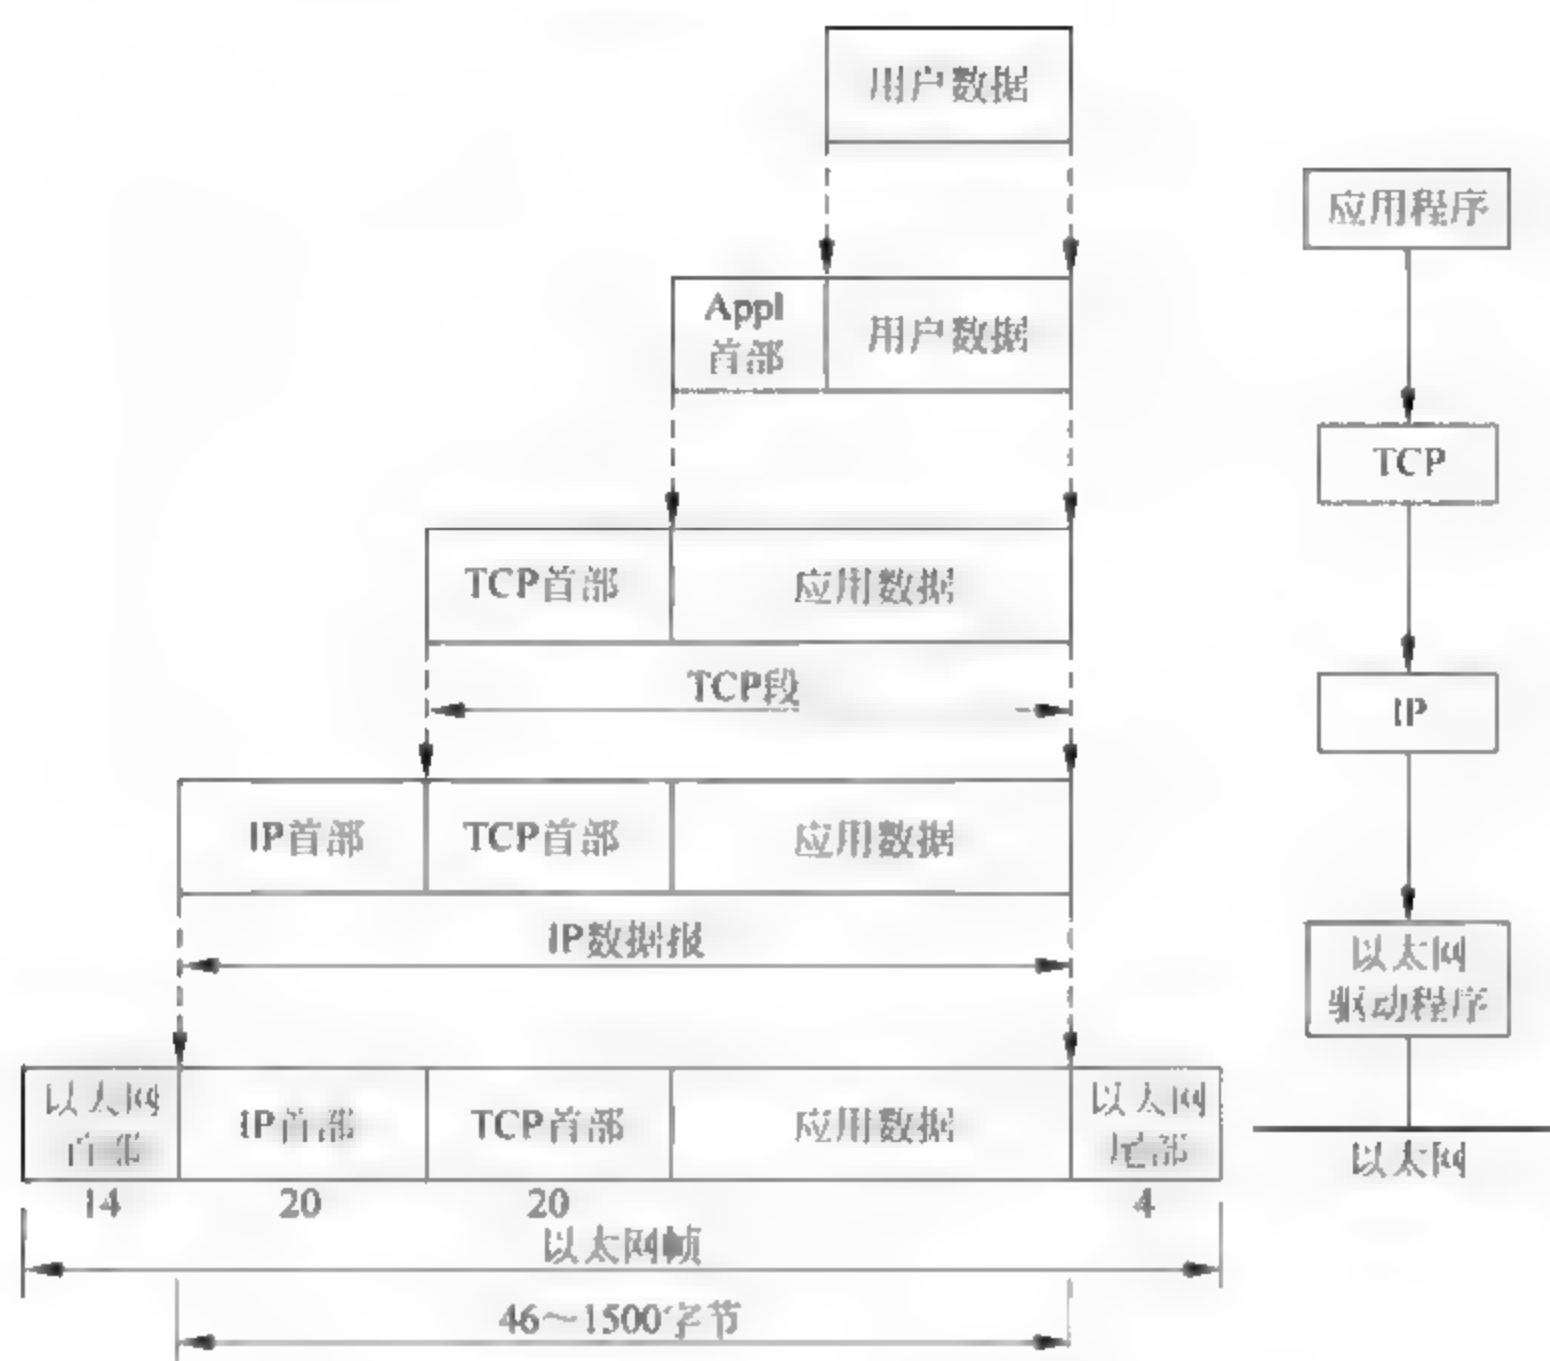 用户数据
应用程序
Appl
首部
用户数据
TCP
TCP首部
应用数据
TCP段
IP
IP首部
TCP首部
应用数据
IP数据报
以太网
驱动程序
以太网
首部
IP首部
TCP首部
应用数据
以太网
尾部
以太网
14
20
20
4
以太网帧
46~1500字节